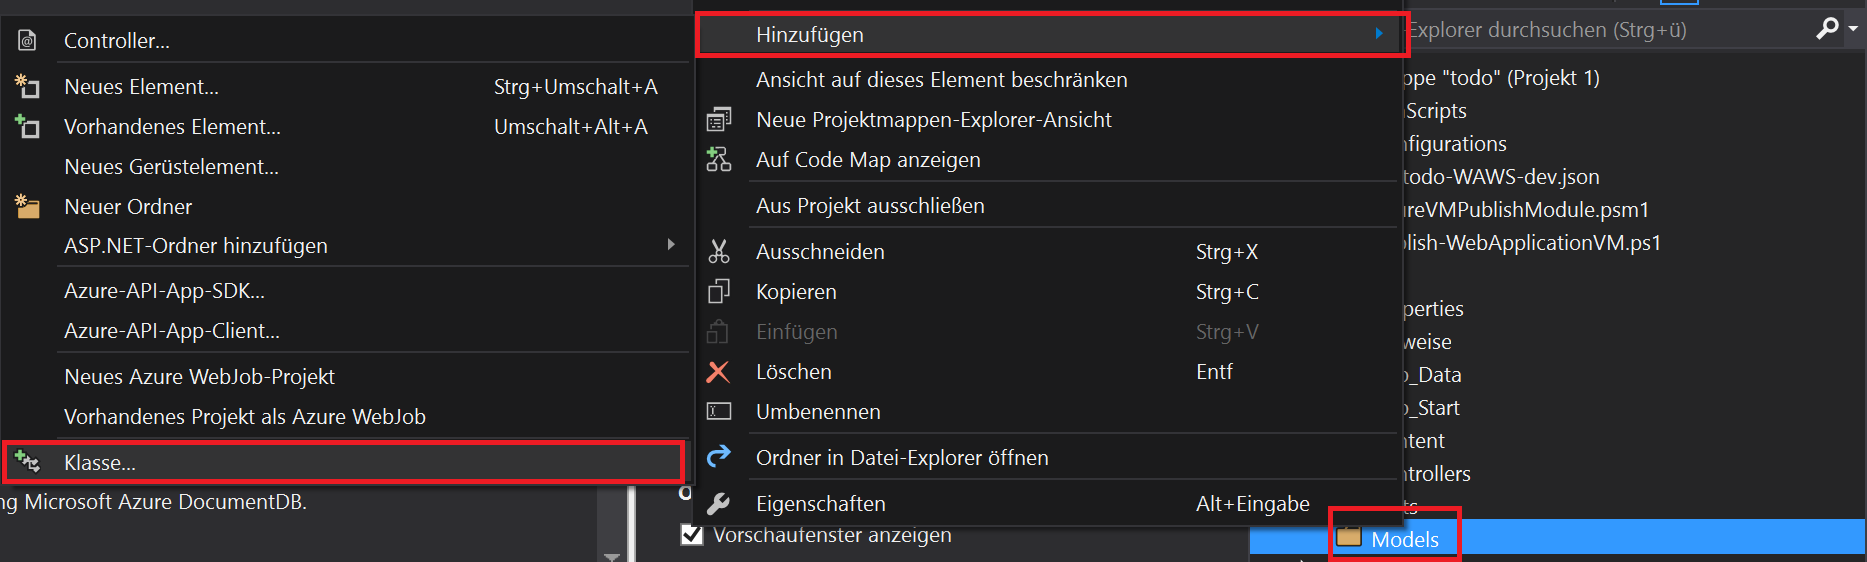 Controller...
Neues Element... Strg+Umschalt+A
Vorhandenes Element... Umschalt+Alt+A
Neues Gerüstelement...
Neuer Ordner
ASP.NET-Ordner hinzufügen
Azure-API-App-SDK...
Azure-API-App-Client...
Neues Azure WebJob-Projekt
Vorhandenes Projekt als Azure WebJob
Klasse...
ng Microsoft Azure DocumentDB.
Hinzufügen
Ansicht auf dieses Element beschränken
Neue Projektmappen-Explorer-Ansicht
Auf Code Map anzeigen
Aus Projekt ausschließen
Ausschneiden Strg+X
Kopieren Strg+C
Einfügen Strg+V
Löschen Entf
Umbenennen
Ordner in Datei-Explorer öffnen
Eigenschaften Alt+Eingabe
Vorschaufenster anzeigen
-Explorer durchsuchen (Strg+ü)
ppe "todo" (Projekt 1)
Scripts
figurations
todo-WAWS-dev.json
reVMPublishModule.psm1
lish-WebApplicationVM.ps1
perties
weise
_Data
_Start
ntent
ntrollers
ts
Models